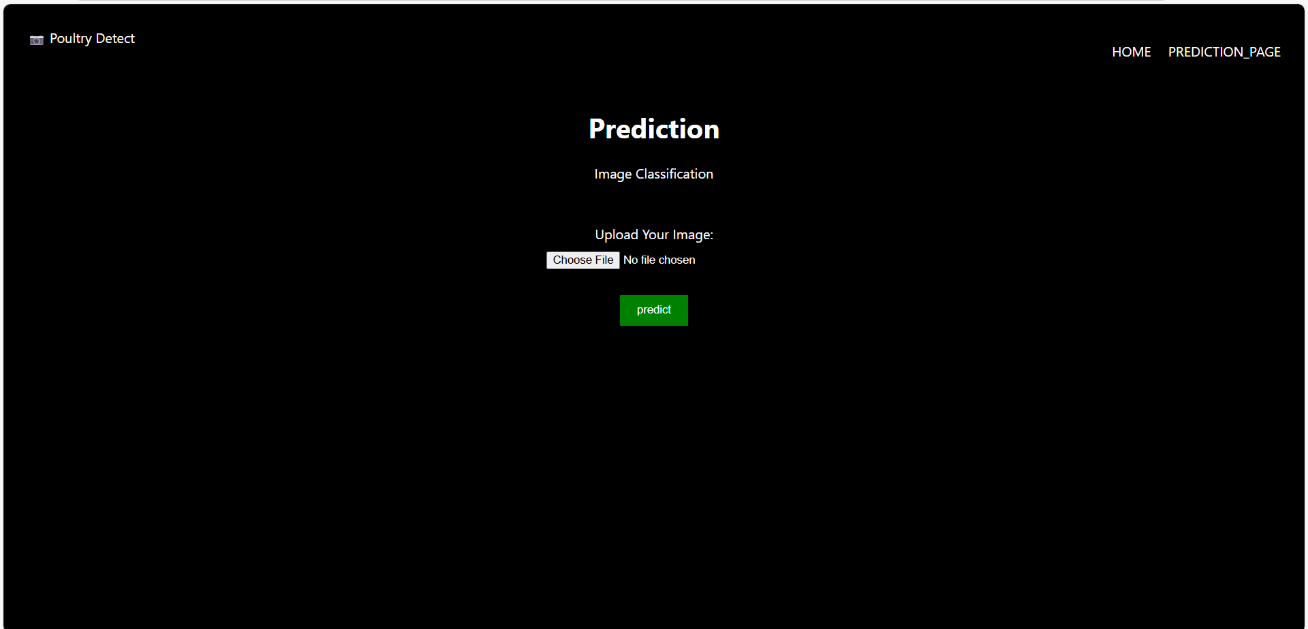 Poultry Detect
HOME PREDICTION_PAGE
Prediction
Image Classification
Upload Your Image:
Choose File No file chosen
predict